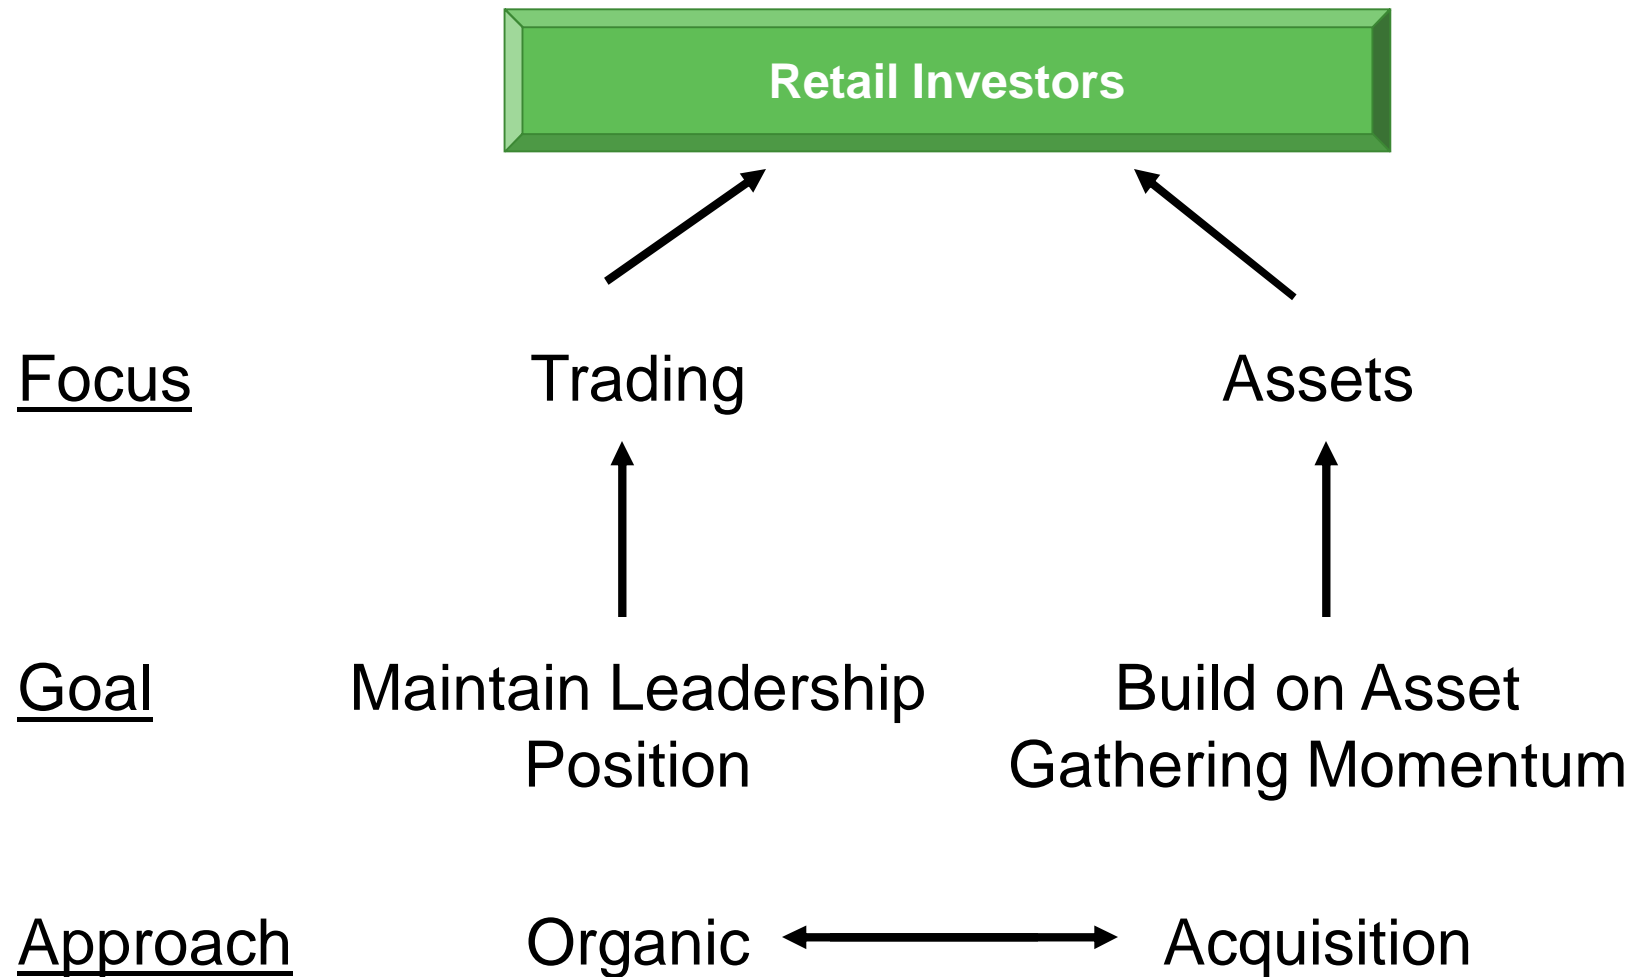 Retail Investors
Focus Trading Assets
Goal Maintain Leadership Build on Asset
Position Gathering Momentum
Approach Organic Acquisition